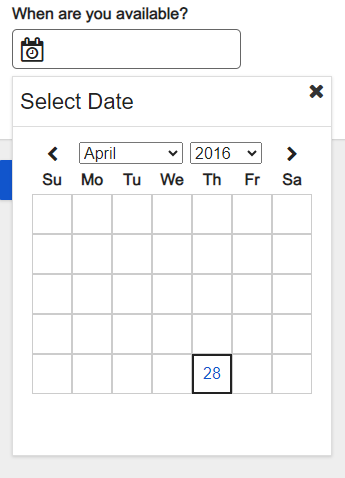 When are you available?
Select Date
April 2016
Su Mo Tu We Th Fr Sa
28